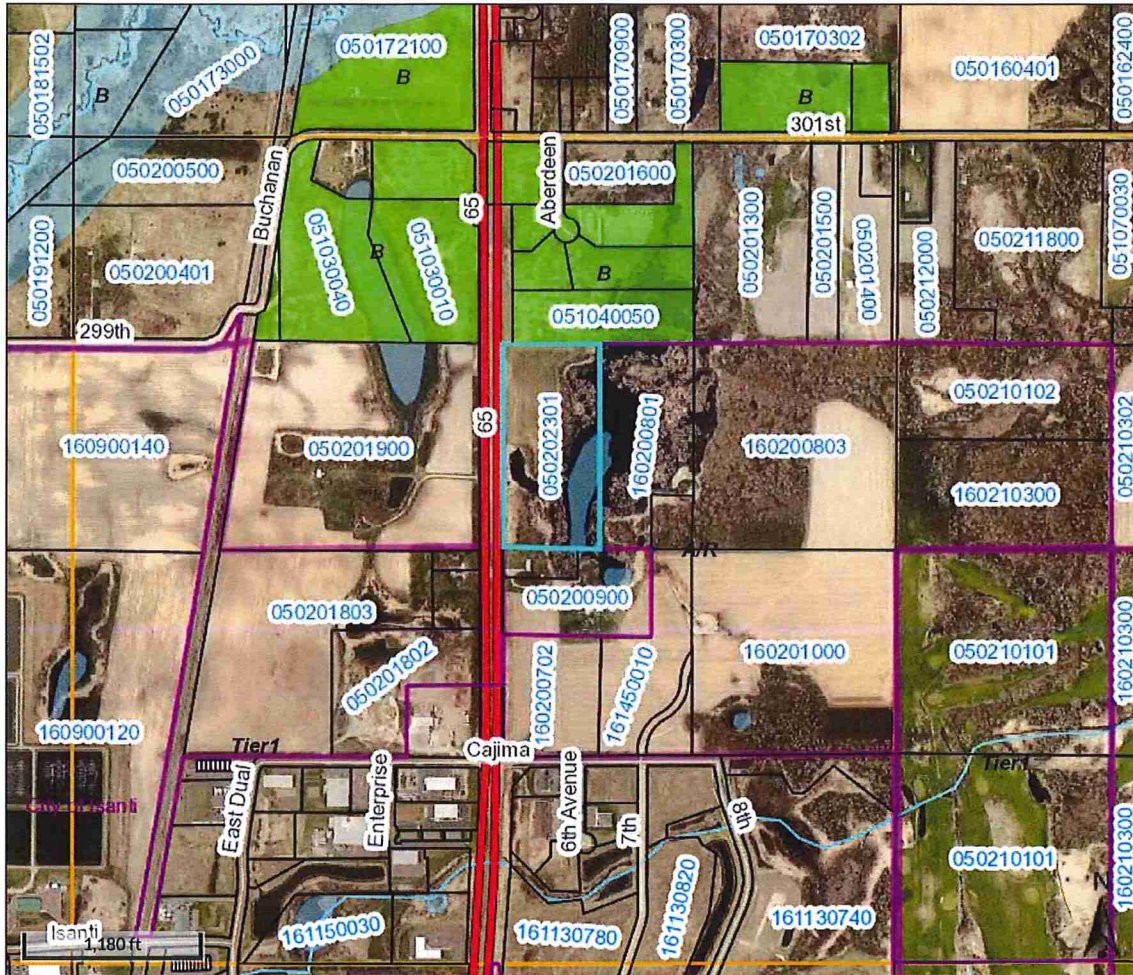 050181502
B
050173000
050172100
B
050170900
050170300
050170302
B
050160401
050162400
301st
050200500
Buchanan
65
Aberdeen
050201600
050201300
050201500
050201400
050212000
050211800
051070030
050191200
050200401
051030040
B
051030010
B
051040050
299th
160900140
050201900
65
050202301
160200801
160200803
050210102
160210300
050210302
A/R
050201803
050200900
050201802
160200702
161450010
160201000
050210101
160210300
160900120
Tier1
Cajima
Tier1
City of Isanti
East Dual
Enterprise
6th Avenue
7th
8th
050210101
160210300
N
Isanti
1,180 ft
161150030
161130780
161130820
161130740